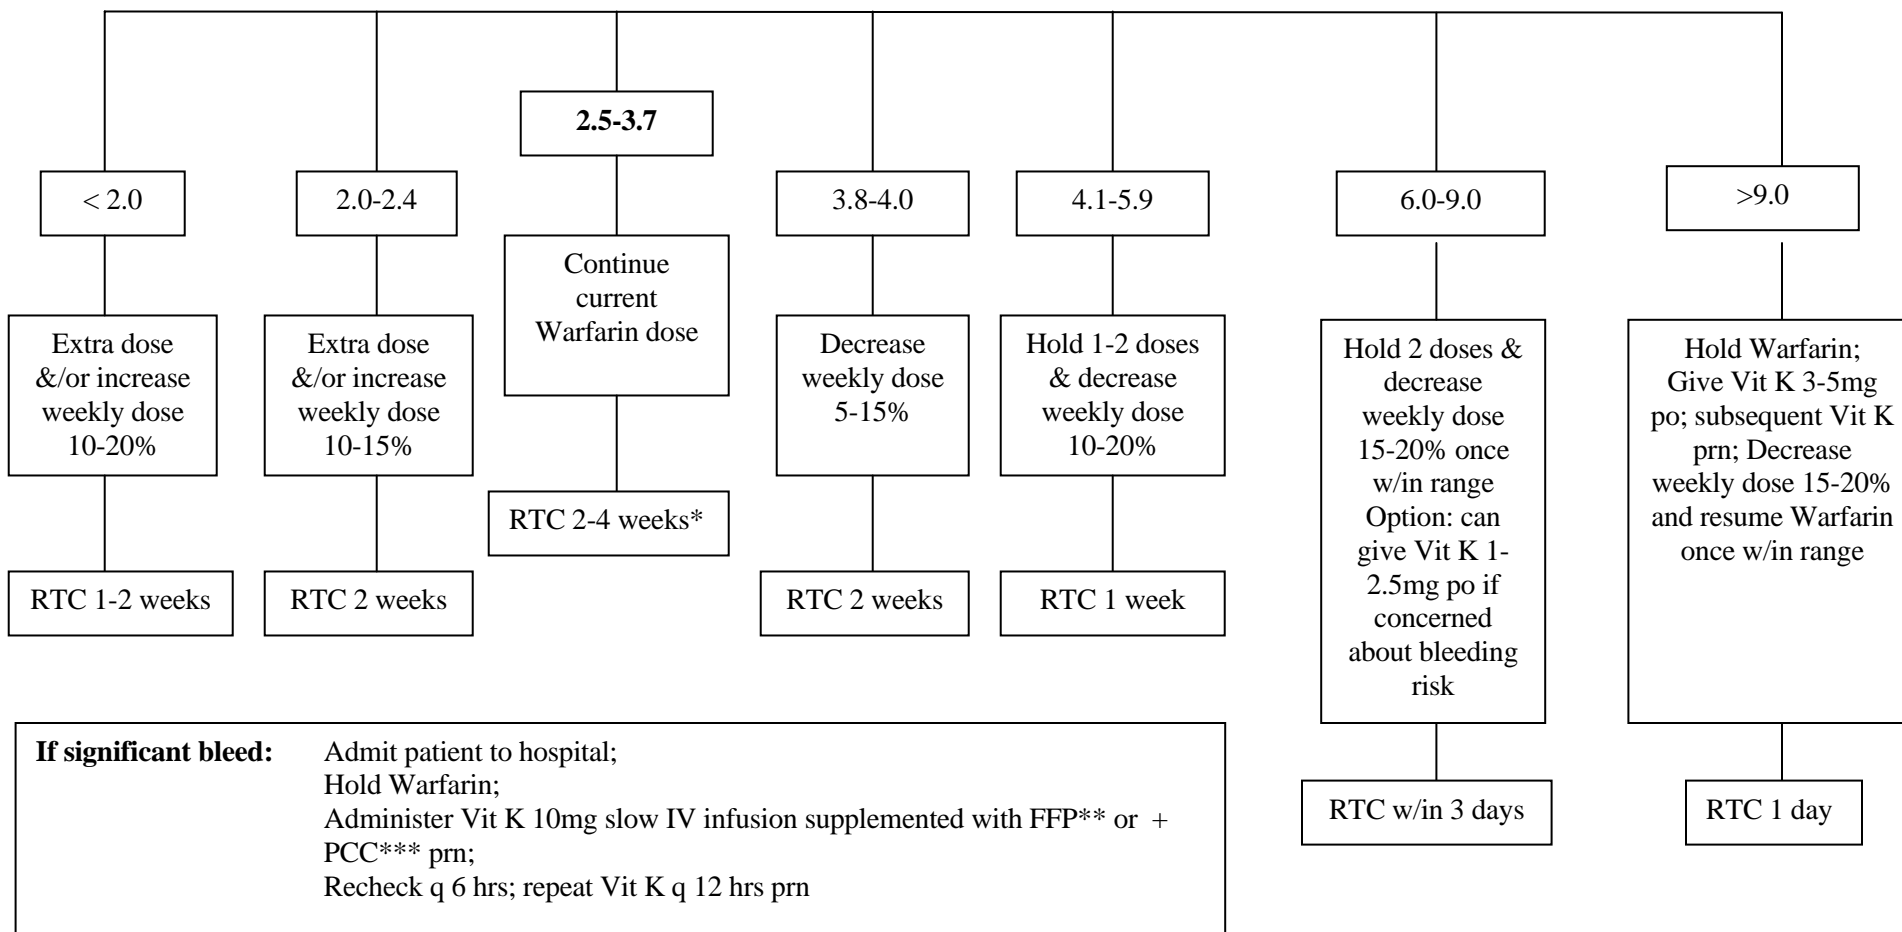 2.5-3.7
< 2.0
2.0-2.4
3.8-4.0
4.1-5.9
6.0-9.0
>9.0
Extra dose
&/or increase
weekly dose
10-20%
RTC 1-2 weeks
Extra dose
&/or increase
weekly dose
10-15%
RTC 2 weeks
Continue
current
Warfarin dose
RTC 2-4 weeks*
Decrease
weekly dose
5-15%
RTC 2 weeks
Hold 1-2 doses
& decrease
weekly dose
10-20%
RTC 1 week
Hold 2 doses &
decrease
weekly dose
15-20% once
w/in range
Option: can
give Vit K 1-
2.5mg po if
concerned
about bleeding
risk
RTC w/in 3 days
Hold Warfarin;
Give Vit K 3-5mg
po; subsequent Vit K
prn; Decrease
weekly dose 15-20%
and resume Warfarin
once w/in range
RTC 1 day
If significant bleed: Admit patient to hospital;
Hold Warfarin;
Administer Vit K 10mg slow IV infusion supplemented with FFP** or +
PCC*** prn;
Recheck q 6 hrs; repeat Vit K q 12 hrs prn